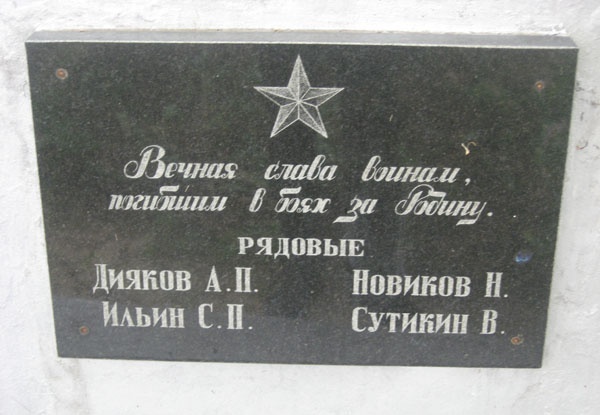 Вечная слава воинам,
погибшим в боях за Родину.
РЯДОВЫЕ
Дияков А.П. Новиков Н.
Ильин С.П. Сутикин В.